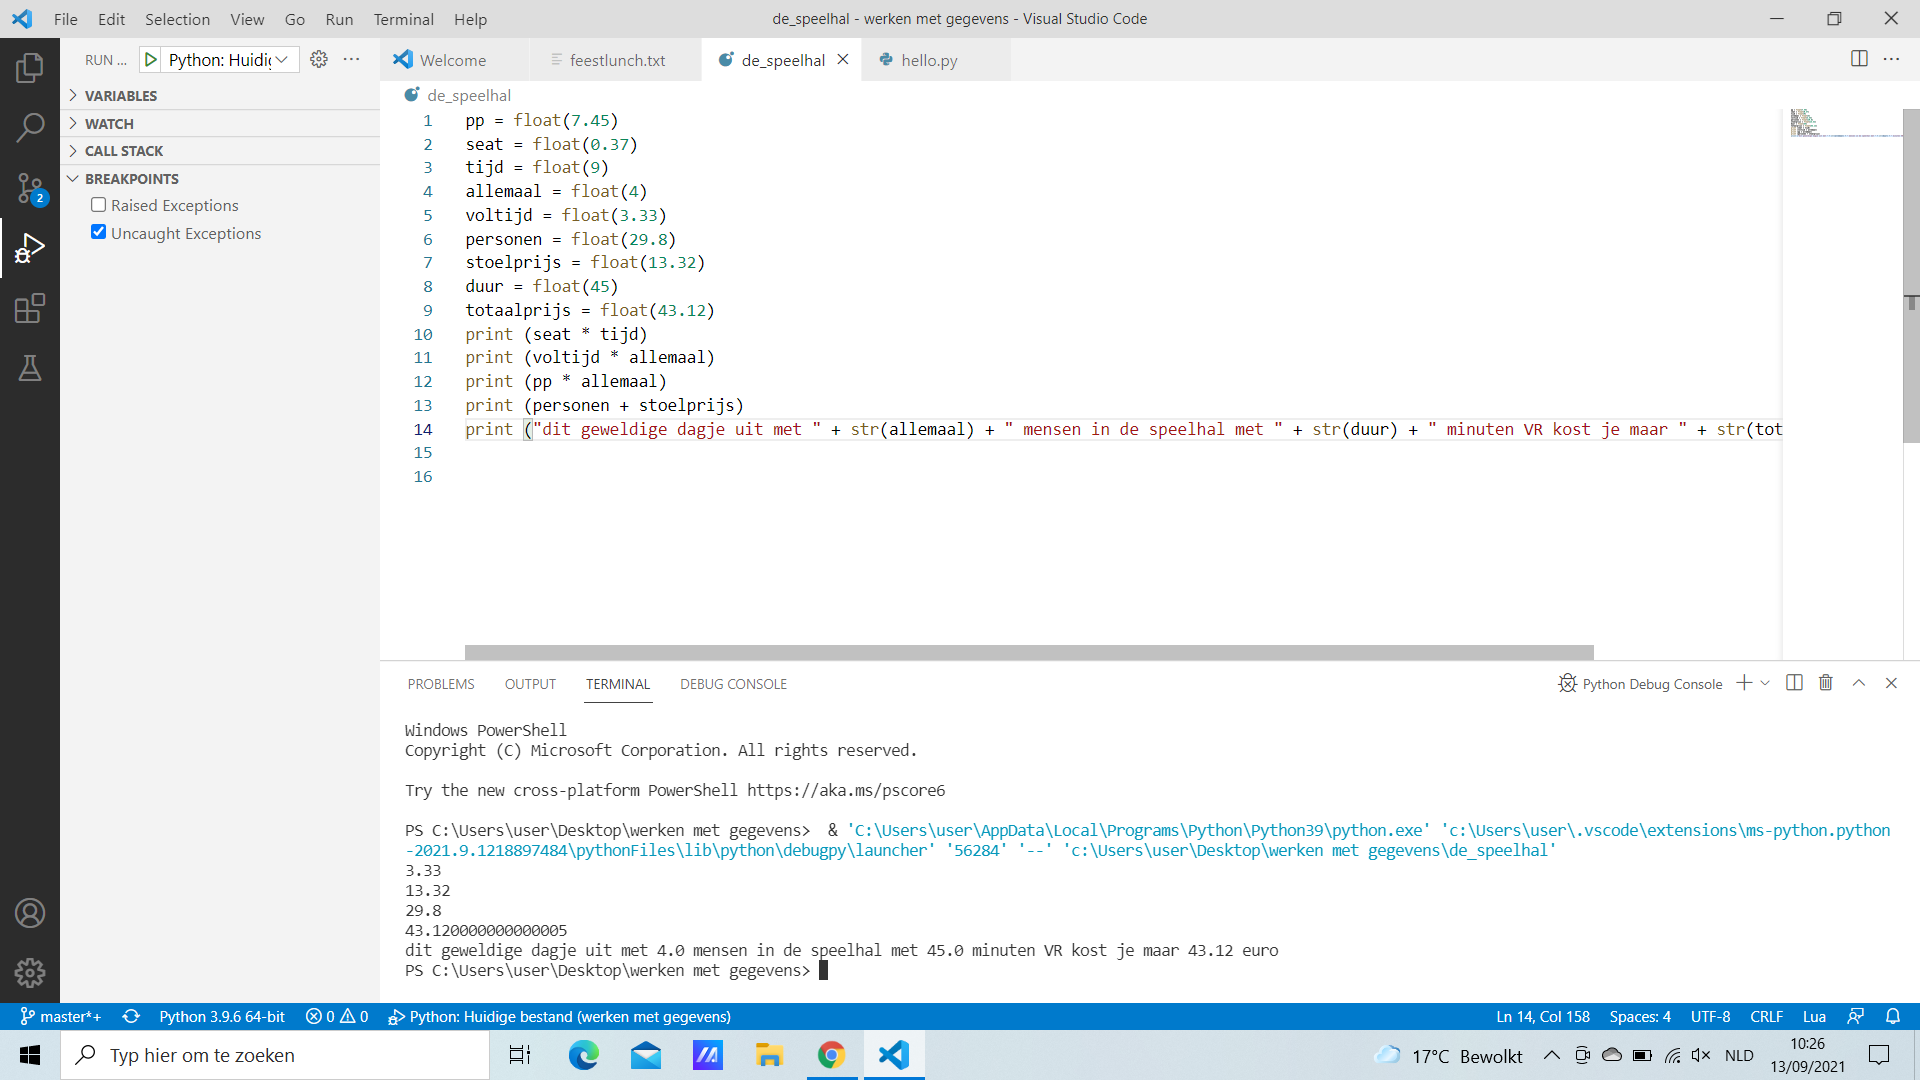 File Edit Selection View Go Run Terminal Help
de_speelhal - werken met gegevens - Visual Studio Code
RUN ... Python: Huidig
Welcome
feestlunch.txt
de_speelhal
hello.py
VARIABLES
WATCH
CALL STACK
BREAKPOINTS
Raised Exceptions
Uncaught Exceptions
2
de_speelhal
1 pp = float(7.45)
2 seat = float(0.37)
3 tijd = float(9)
4 allemaal = float(4)
5 voltijd = float(3.33)
6 personen = float(29.8)
7 stoelprijs = float(13.32)
8 duur = float(45)
9 totaalprijs = float(43.12)
10 print (seat * tijd)
11 print (voltijd * allemaal)
12 print (pp * allemaal)
13 print (personen + stoelprijs)
14 print ("dit geweldige dagje uit met " + str(allemaal) + " mensen in de speelhal met " + str(duur) + " minuten VR kost je maar " + str(tot
15
16
PROBLEMS OUTPUT TERMINAL DEBUG CONSOLE
Python Debug Console
Windows PowerShell
Copyright (C) Microsoft Corporation. All rights reserved.
Try the new cross-platform PowerShell https://aka.ms/pscore6
PS C:\Users\user\Desktop\werken met gegevens>  & 'C:\Users\user\AppData\Local\Programs\Python\Python39\python.exe' 'c:\Users\user\.vscode\extensions\ms-python.python
-2021.9.1218897484\pythonFiles\lib\python\debugpy\launcher' '56284' '--' 'c:\Users\user\Desktop\werken met gegevens\de_speelhal'
3.33
13.32
29.8
43.120000000000005
dit geweldige dagje uit met 4.0 mensen in de speelhal met 45.0 minuten VR kost je maar 43.12 euro
PS C:\Users\user\Desktop\werken met gegevens>
master*+ Python 3.9.6 64-bit 0 0 Python: Huidige bestand (werken met gegevens)
Ln 14, Col 158 Spaces: 4 UTF-8 CRLF Lua
Typ hier om te zoeken
17°C Bewolkt
NLD
10:26
13/09/2021